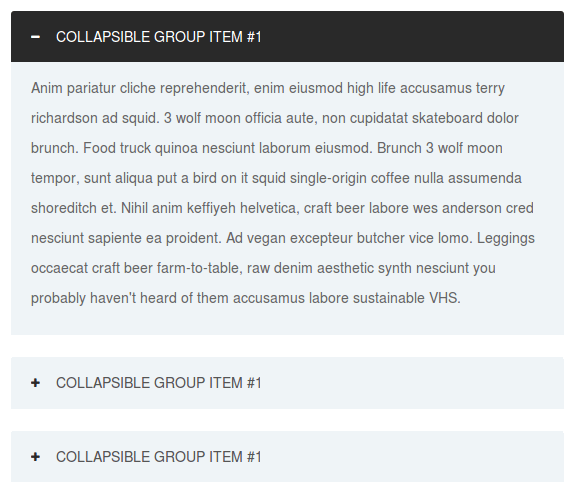 COLLAPSIBLE GROUP ITEM #1
Anim pariatur cliche reprehenderit, enim eiusmod high life accusamus terry
richardson ad squid. 3 wolf moon officia aute, non cupidatat skateboard dolor
brunch. Food truck quinoa nesciunt laborum eiusmod. Brunch 3 wolf moon
tempor, sunt aliqua put a bird on it squid single-origin coffee nulla assumenda
shoreditch et. Nihil anim keffiyeh helvetica, craft beer labore wes anderson cred
nesciunt sapiente ea proident. Ad vegan excepteur butcher vice lomo. Leggings
occaecat craft beer farm-to-table, raw denim aesthetic synth nesciunt you
probably haven't heard of them accusamus labore sustainable VHS.
COLLAPSIBLE GROUP ITEM #1
COLLAPSIBLE GROUP ITEM #1